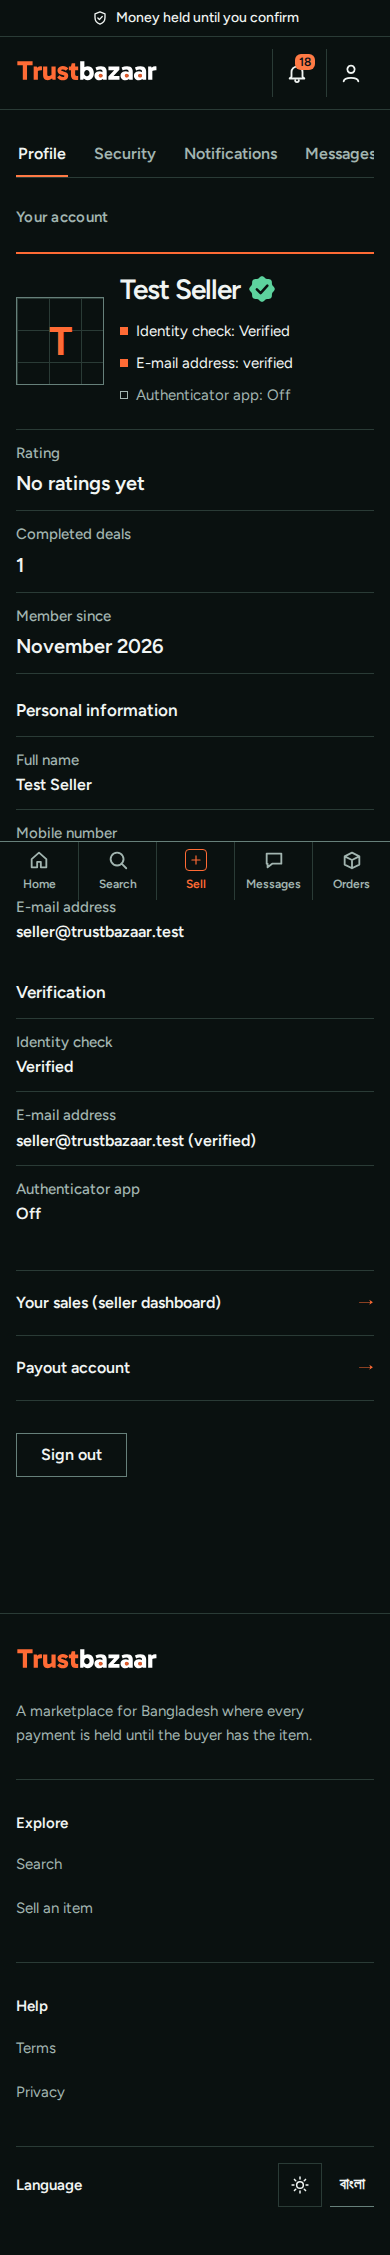 Money held until you confirm
Trustbazaar
18
Profile Security Notifications Messages
Your account
T
Test Seller
Identity check: Verified
E-mail address: verified
Authenticator app: Off
Rating
No ratings yet
Completed deals
1
Member since
November 2026
Personal information
Full name
Test Seller
Mobile number
Home Search Sell Messages Orders
E-mail address
seller@trustbazaar.test
Verification
Identity check
Verified
E-mail address
seller@trustbazaar.test (verified)
Authenticator app
Off
Your sales (seller dashboard) →
Payout account →
Sign out
Trustbazaar
A marketplace for Bangladesh where every
payment is held until the buyer has the item.
Explore
Search
Sell an item
Help
Terms
Privacy
Language বাংলা